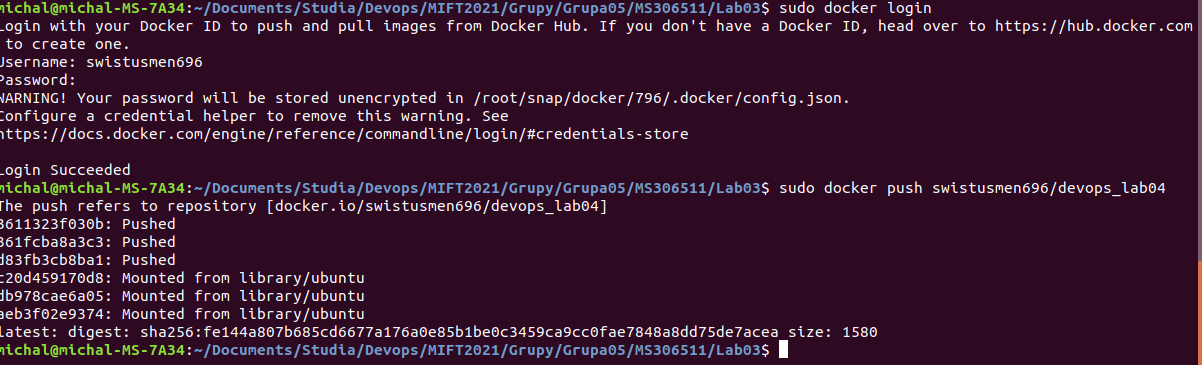 michal@michal-MS-7A34:~/Documents/Studia/Devops/MIFT2021/Grupy/Grupa05/MS306511/Lab03$ sudo docker login
Login with your Docker ID to push and pull images from Docker Hub. If you don't have a Docker ID, head over to https://hub.docker.com
to create one.
Username: swistusmen696
Password:
WARNING! Your password will be stored unencrypted in /root/snap/docker/796/.docker/config.json.
Configure a credential helper to remove this warning. See
https://docs.docker.com/engine/reference/commandline/login/#credentials-store
Login Succeeded
michal@michal-MS-7A34:~/Documents/Studia/Devops/MIFT2021/Grupy/Grupa05/MS306511/Lab03$ sudo docker push swistusmen696/devops_lab04
The push refers to repository [docker.io/swistusmen696/devops_lab04]
3611323f030b: Pushed
361fcba8a3c3: Pushed
d83fb3cb8ba1: Pushed
c20d459170d8: Mounted from library/ubuntu
db978cae6a05: Mounted from library/ubuntu
aeb3f02e9374: Mounted from library/ubuntu
latest: digest: sha256:fe144a807b685cd6677a176a0e85b1be0c3459ca9cc0fae7848a8dd75de7acea size: 1580
michal@michal-MS-7A34:~/Documents/Studia/Devops/MIFT2021/Grupy/Grupa05/MS306511/Lab03$